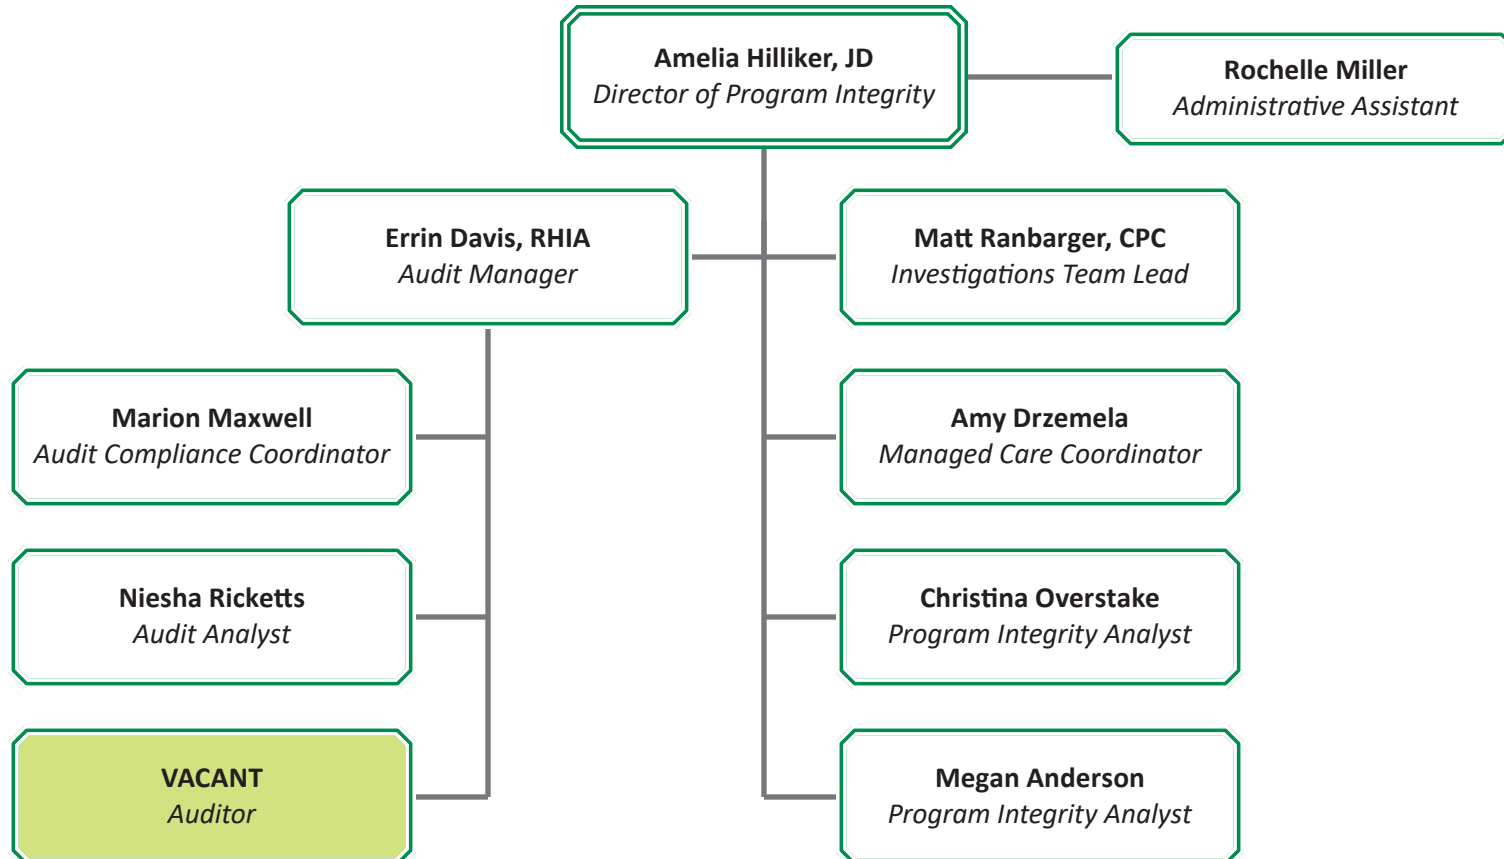 Amelia Hilliker, JD
Director of Program Integrity
Rochelle Miller
Administrative Assistant
Errin Davis, RHIA
Audit Manager
Matt Ranbarger, CPC
Investigations Team Lead
Marion Maxwell
Audit Compliance Coordinator
Amy Drzemela
Managed Care Coordinator
Niesha Ricketts
Audit Analyst
Christina Overstake
Program Integrity Analyst
VACANT
Auditor
Megan Anderson
Program Integrity Analyst